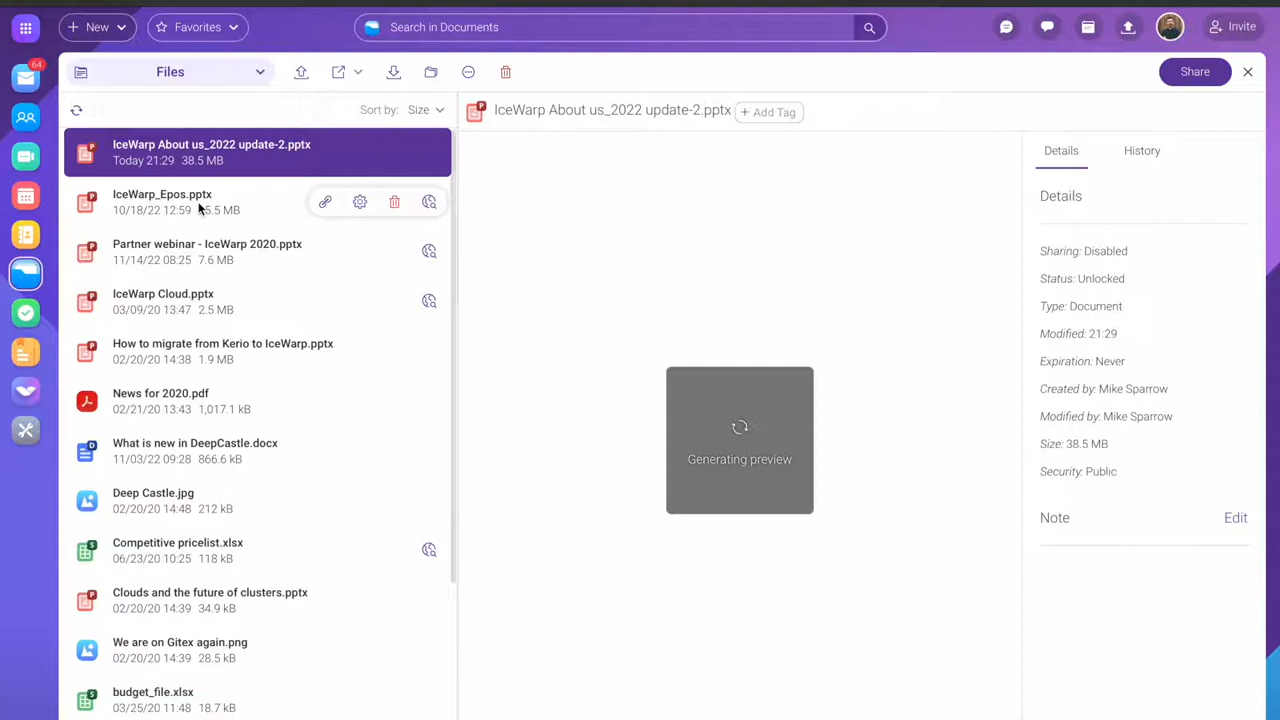 New
Favorites
Search in Documents
Invite
64
Files
Share
Sort by: Size
IceWarp About us_2022 update-2.pptx
+ Add Tag
IceWarp About us_2022 update-2.pptx
Today 21:29 38.5 MB
IceWarp_Epos.pptx
10/18/22 12:59 5.5 MB
Partner webinar - IceWarp 2020.pptx
11/14/22 08:25 7.6 MB
IceWarp Cloud.pptx
03/09/20 13:47 2.5 MB
How to migrate from Kerio to IceWarp.pptx
02/20/20 14:38 1.9 MB
News for 2020.pdf
02/21/20 13:43 1,017.1 kB
What is new in DeepCastle.docx
11/03/22 09:28 866.6 kB
Deep Castle.jpg
02/20/20 14:48 212 kB
Competitive pricelist.xlsx
06/23/20 10:25 118 kB
Clouds and the future of clusters.pptx
02/20/20 14:39 34.9 kB
We are on Gitex again.png
02/20/20 14:39 28.5 kB
budget_file.xlsx
03/25/20 11:48 18.7 kB
Generating preview
Details
History
Details
Sharing: Disabled
Status: Unlocked
Type: Document
Modified: 21:29
Expiration: Never
Created by: Mike Sparrow
Modified by: Mike Sparrow
Size: 38.5 MB
Security: Public
Note
Edit